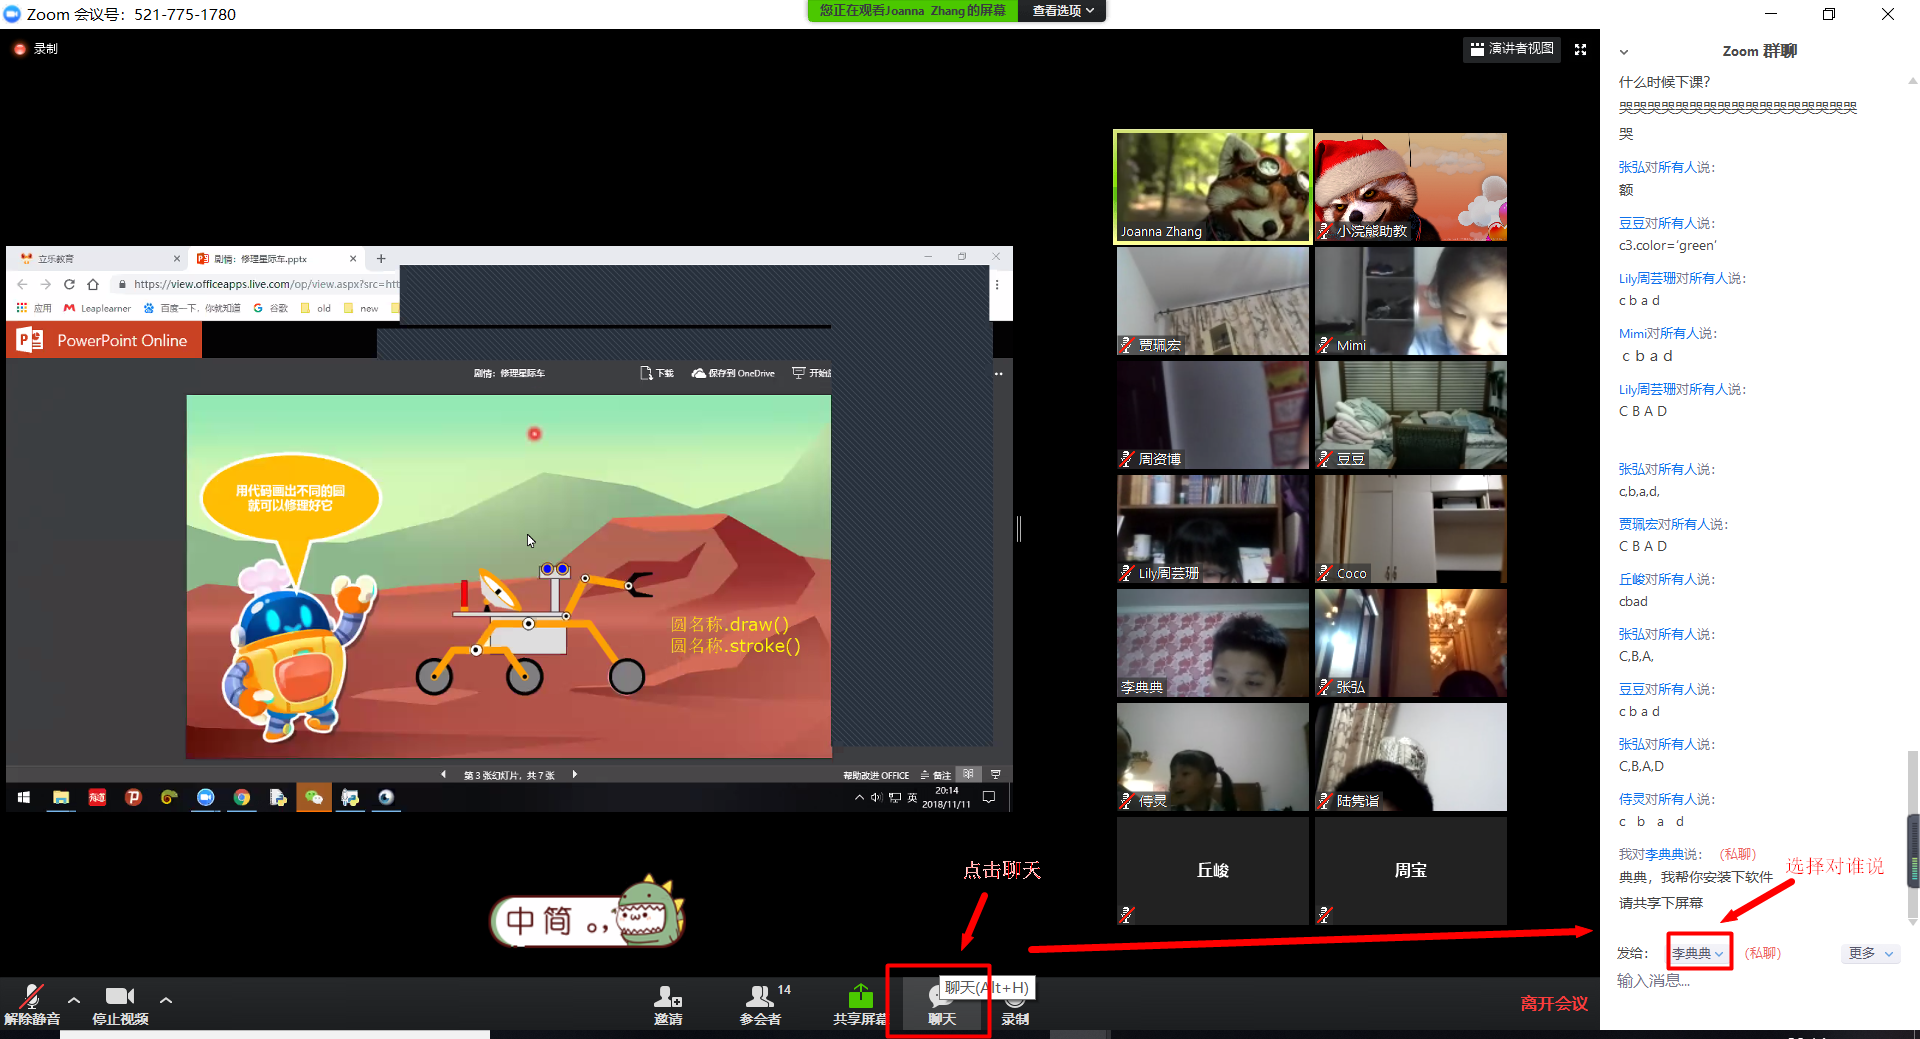 Zoom 会议号：521-775-1780
您正在观看Joanna Zhang的屏幕
查看选项
录制
演讲者视图
立乐教育
剧情：修理星际车.pptx
https://view.officeapps.live.com/op/view.aspx?src=htt
应用
Leaplearner
百度一下，你就知道
谷歌
old
new
PowerPoint Online
剧情：修理星际车
下载
保存到 OneDrive
开始
用代码画出不同的圆
就可以修理好它
圆名称.draw()
圆名称.stroke()
第 3 张幻灯片，共 7 张
帮助改进 OFFICE
备注
英
20:14
2018/11/11
Joanna Zhang
小浣熊助教
贾珮宏
Mimi
周资博
豆豆
Lily周芸珊
Coco
李典典
张弘
侍灵
陆隽谐
丘峻
周宝
中 简 。,
点击聊天
选择对谁说
解除静音
停止视频
邀请
14
参会者
共享屏幕
聊天(Alt+H)
聊天
录制
离开会议
Zoom 群聊
什么时候下课?
哭哭哭哭哭哭哭哭哭哭哭哭哭哭哭哭哭
哭
张弘对所有人说：
额
豆豆对所有人说：
c3.color=‘green’
Lily周芸珊对所有人说：
c b a d
Mimi对所有人说：
c b a d
Lily周芸珊对所有人说：
C B A D
张弘对所有人说：
c,b,a,d,
贾珮宏对所有人说：
C B A D
丘峻对所有人说：
cbad
张弘对所有人说：
C,B,A,
豆豆对所有人说：
c b a d
张弘对所有人说：
C,B,A,D
侍灵对所有人说：
c b a d
我对李典典说： (私聊)
典典，我帮你安装下软件
请共享下屏幕
发给： 李典典 (私聊)
更多
输入消息...